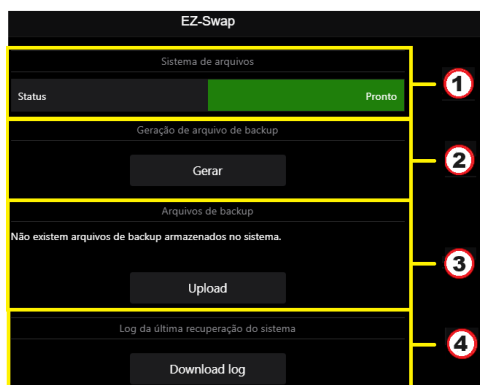 EZ-Swap
Sistema de arquivos
Status Pronto
1
Geração de arquivo de backup
Gerar
2
Arquivos de backup
Não existem arquivos de backup armazenados no sistema.
Upload
3
Log da última recuperação do sistema
Download log
4